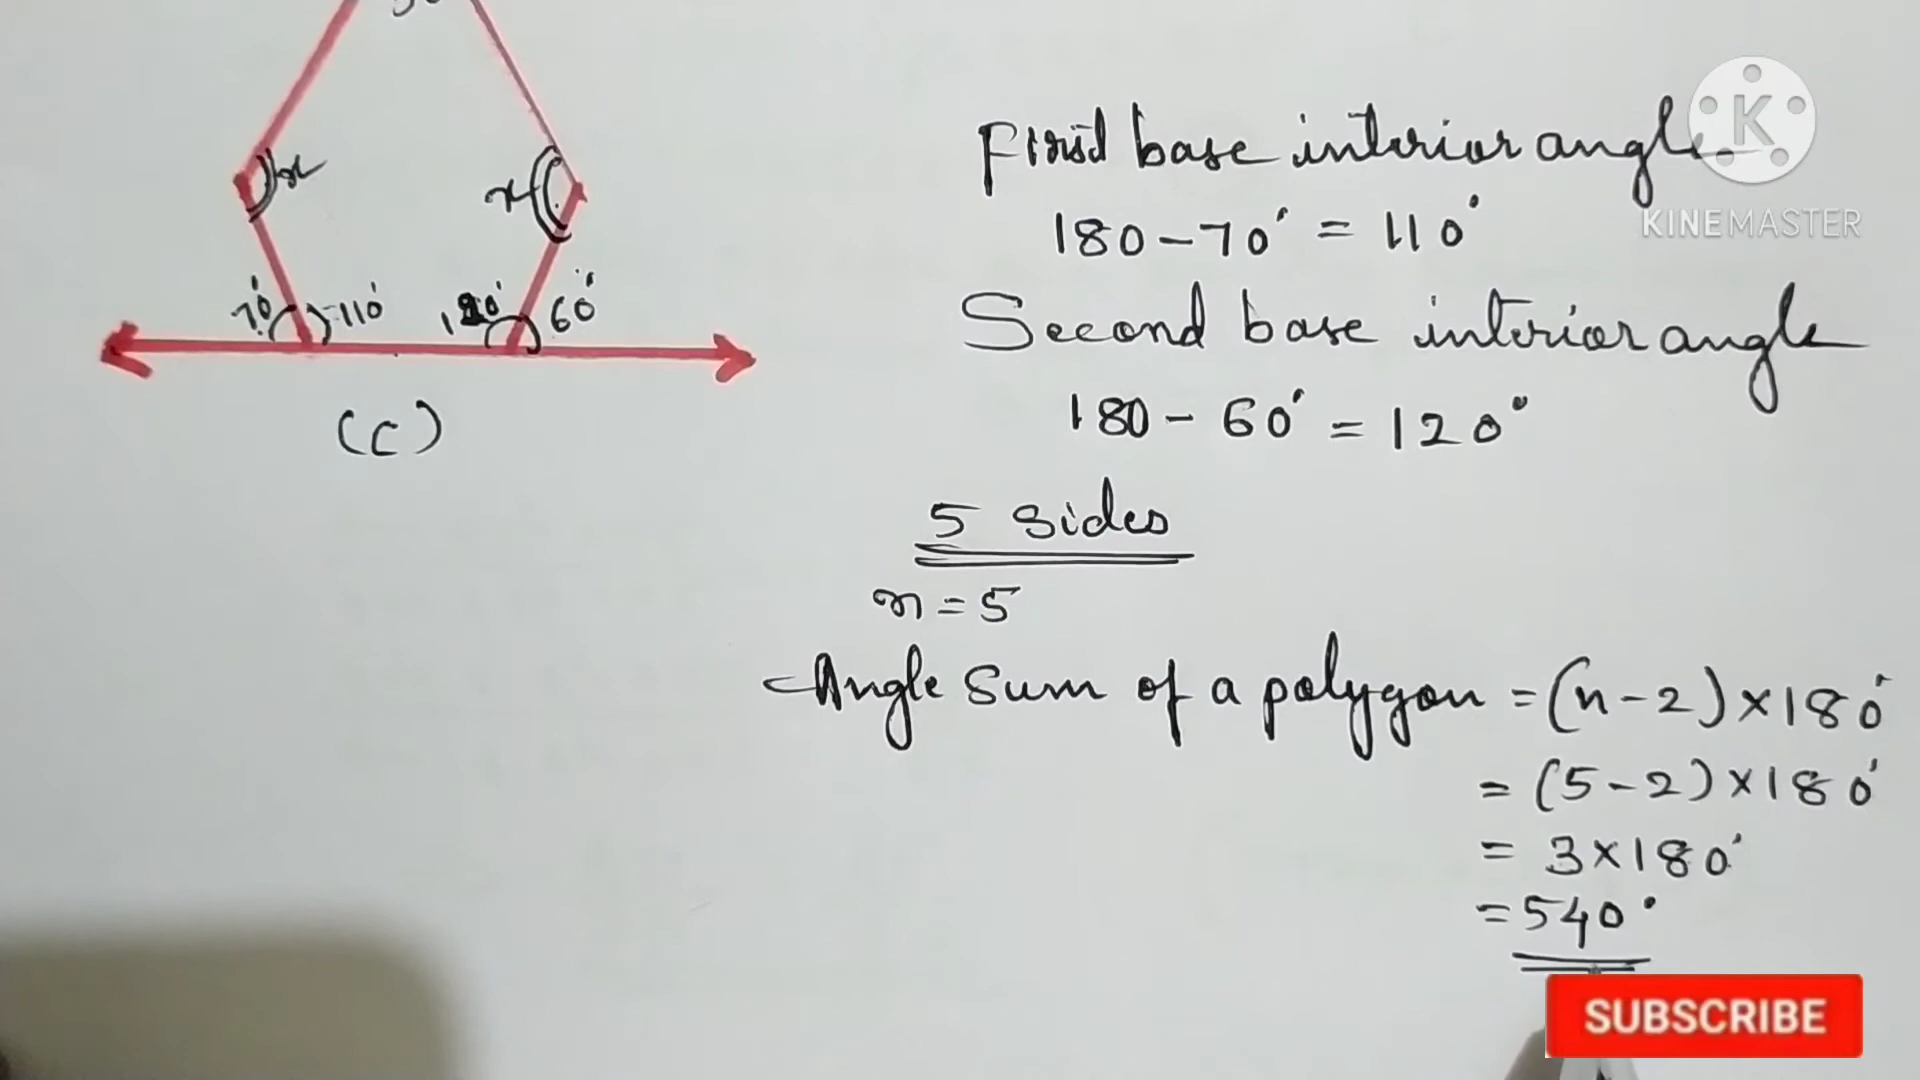 x
x
70° 110° 120° 60°
(c)
First base interior angle
180-70° = 110°
Second base interior angle
180 - 60° = 120°
5 sides
n = 5
Angle sum of a polygon = (n-2)×180°
= (5-2)×180°
= 3×180°
= 540°
K
KINEMASTER
SUBSCRIBE